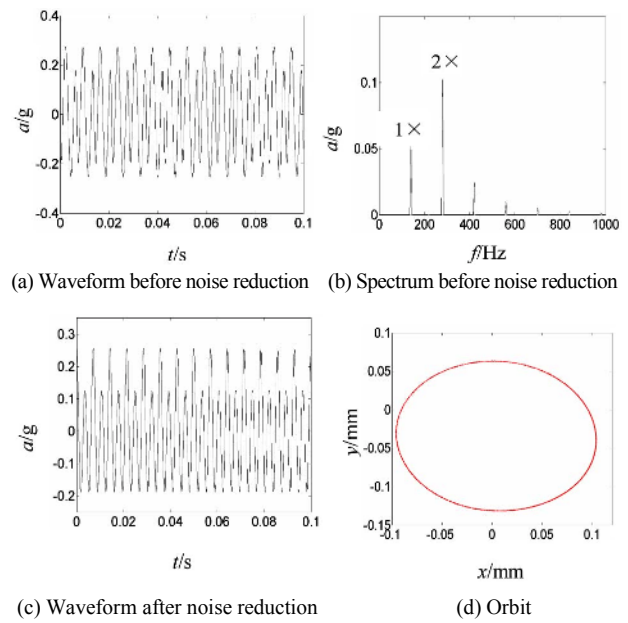 0.4
0.2
0
-0.2
-0.4
a/g
0 0.02 0.04 0.06 0.08 0.1
t/s
(a) Waveform before noise reduction
0.1
0.05
0
a/g
1×
2×
0 200 400 600 800 1000
f/Hz
(b) Spectrum before noise reduction
0.3
0.2
0.1
0
-0.1
-0.2
a/g
0 0.02 0.04 0.06 0.08 0.1
t/s
(c) Waveform after noise reduction
0.1
0.05
0
-0.05
-0.1
-0.15
y/mm
-0.1 -0.05 0 0.05 0.1
x/mm
(d) Orbit